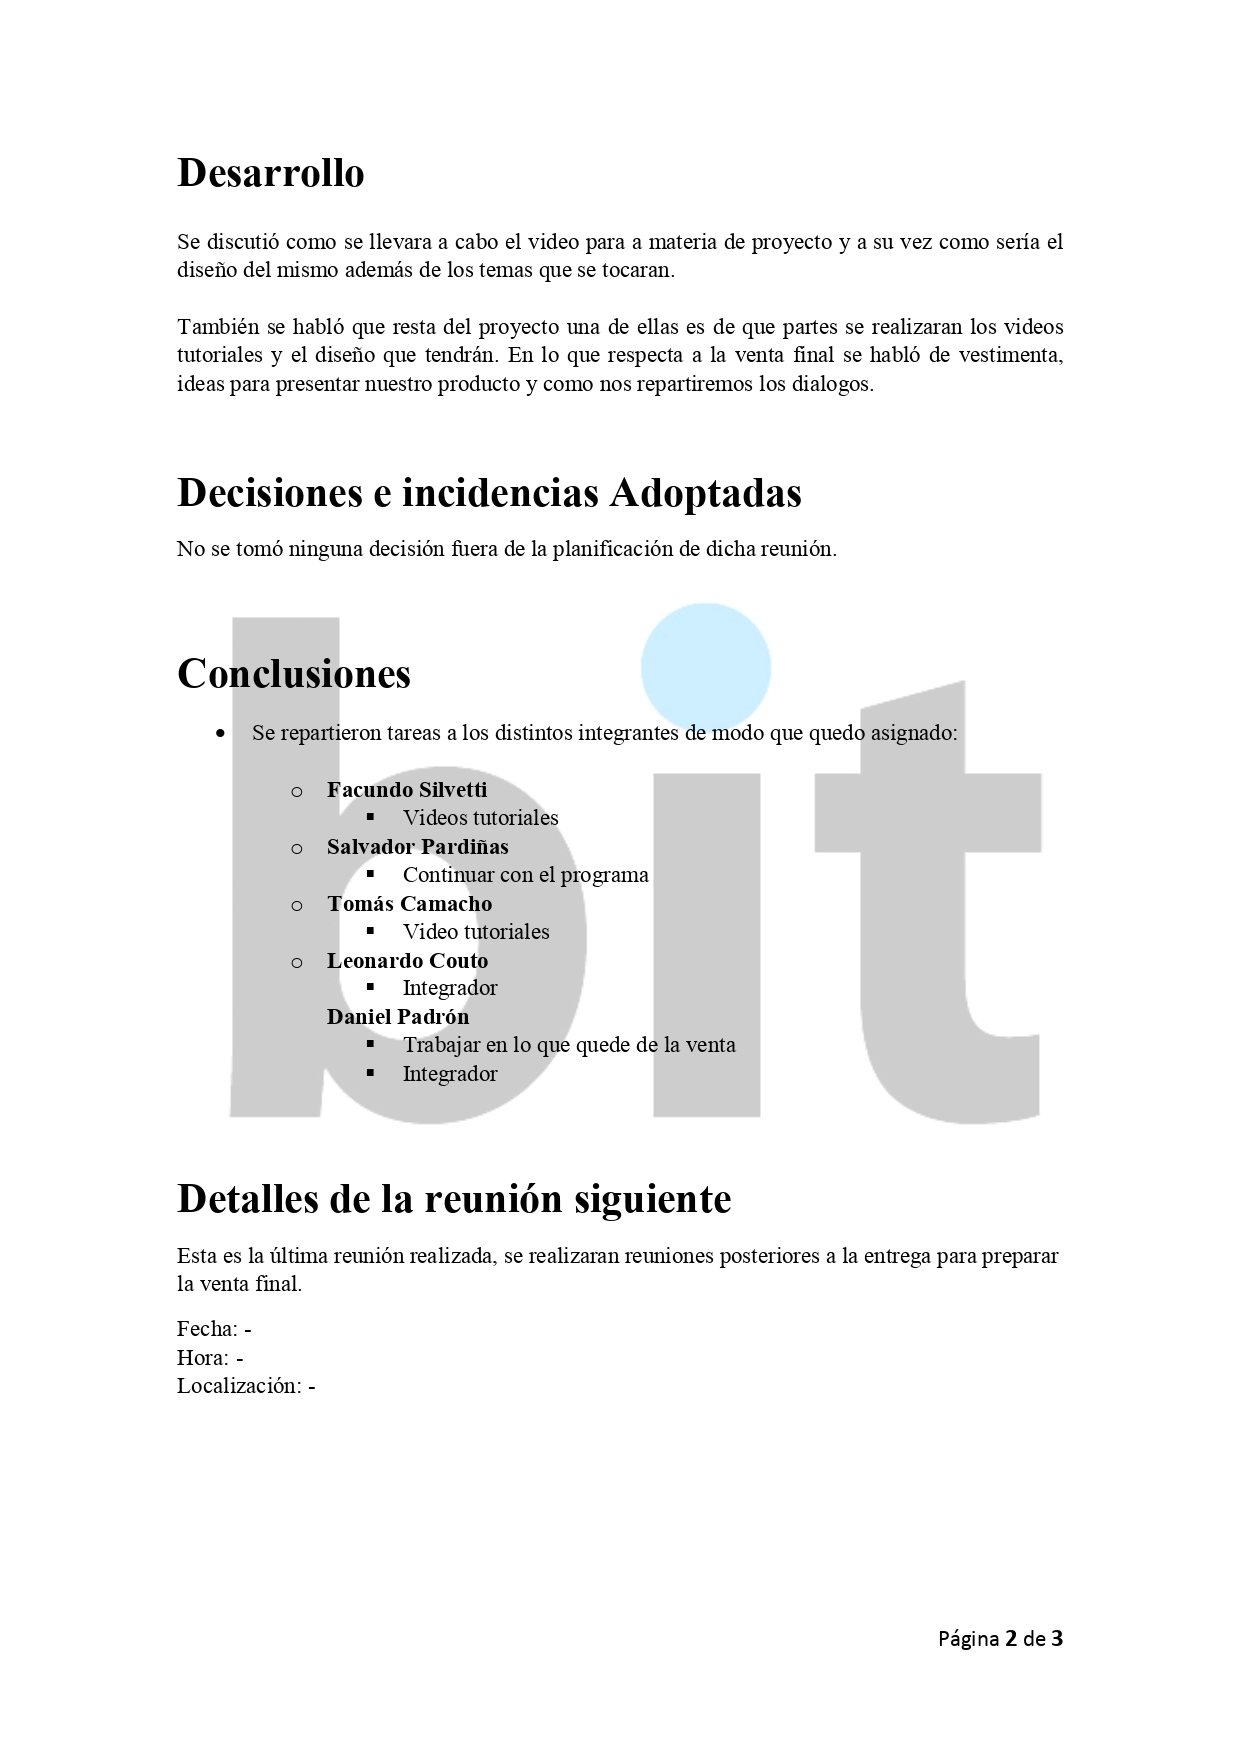 Desarrollo
Se discutió como se llevara a cabo el video para a materia de proyecto y a su vez como sería el
diseño del mismo además de los temas que se tocaran.
También se habló que resta del proyecto una de ellas es de que partes se realizaran los videos
tutoriales y el diseño que tendrán. En lo que respecta a la venta final se habló de vestimenta,
ideas para presentar nuestro producto y como nos repartiremos los dialogos.
Decisiones e incidencias Adoptadas
No se tomó ninguna decisión fuera de la planificación de dicha reunión.
bit
Conclusiones
• Se repartieron tareas a los distintos integrantes de modo que quedo asignado:
o Facundo Silvetti
▪ Videos tutoriales
o Salvador Pardiñas
▪ Continuar con el programa
o Tomás Camacho
▪ Video tutoriales
o Leonardo Couto
▪ Integrador
Daniel Padrón
▪ Trabajar en lo que quede de la venta
▪ Integrador
Detalles de la reunión siguiente
Esta es la última reunión realizada, se realizaran reuniones posteriores a la entrega para preparar
la venta final.
Fecha: -
Hora: -
Localización: -
Página 2 de 3